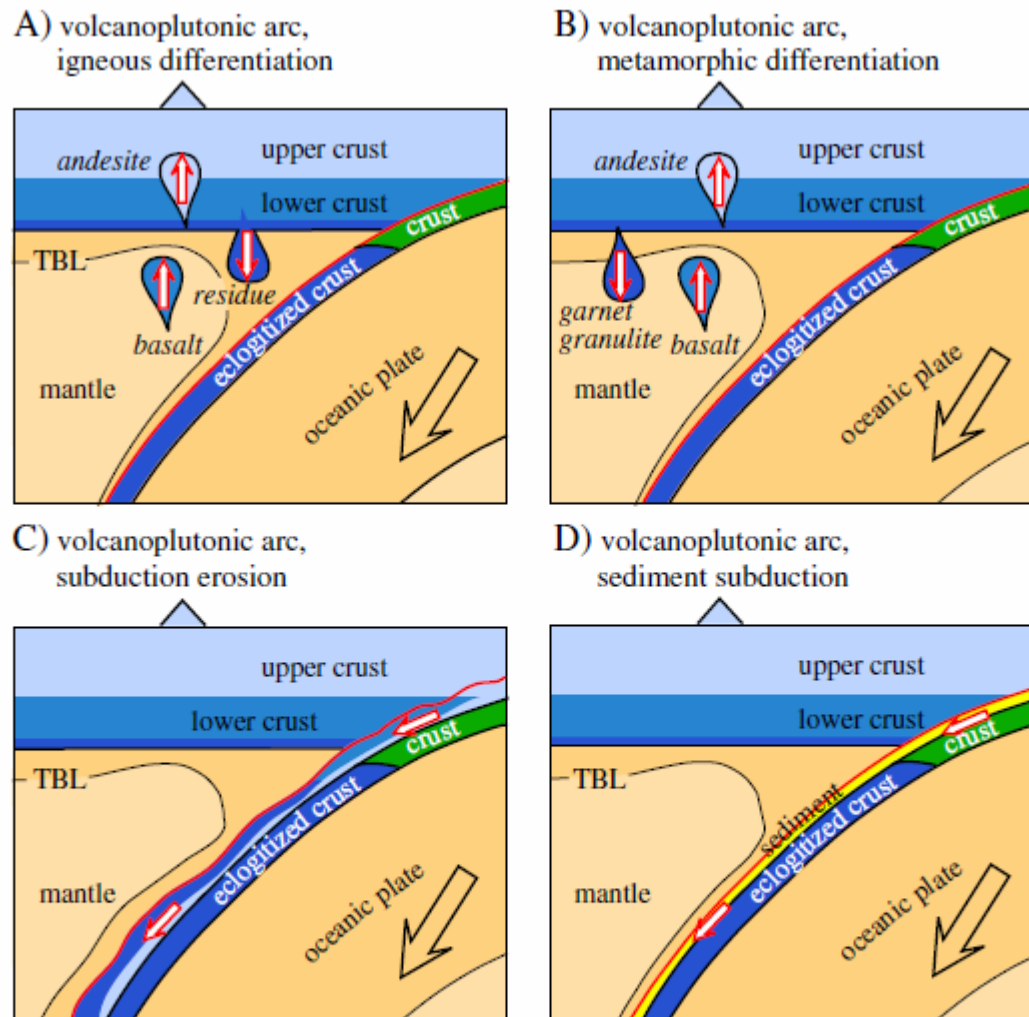 A) volcanoplutonic arc,
igneous differentiation
andesite
upper crust
lower crust
crust
TBL
residue
basalt
eclogitized crust
mantle
oceanic plate
B) volcanoplutonic arc,
metamorphic differentiation
andesite
upper crust
lower crust
crust
TBL
garnet
granulite
basalt
eclogitized crust
mantle
oceanic plate
C) volcanoplutonic arc,
subduction erosion
upper crust
lower crust
crust
TBL
eclogitized crust
mantle
oceanic plate
D) volcanoplutonic arc,
sediment subduction
upper crust
lower crust
crust
TBL
sediment
eclogitized crust
mantle
oceanic plate